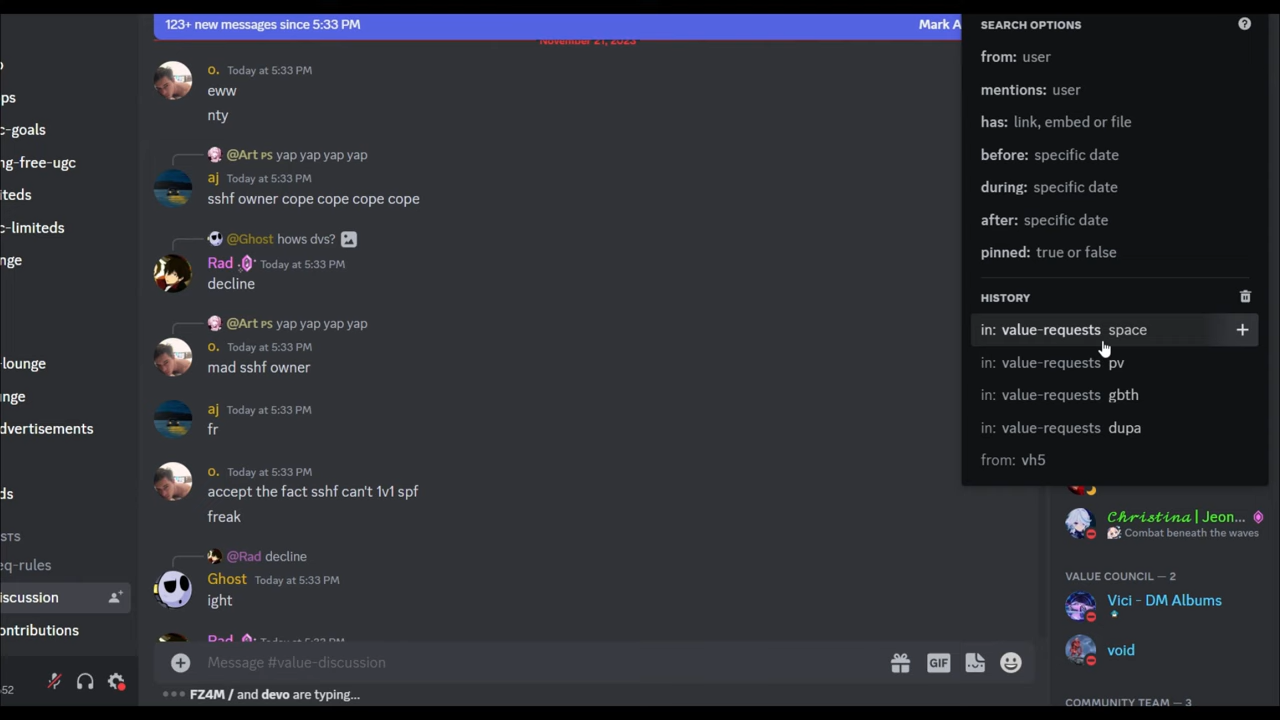 123+ new messages since 5:33 PM
Mark A
November 21, 2023
o. Today at 5:33 PM
eww
nty
@Art PS yap yap yap yap
aj Today at 5:33 PM
sshf owner cope cope cope cope
@Ghost hows dvs?
Rad Today at 5:33 PM
decline
@Art PS yap yap yap yap
o. Today at 5:33 PM
mad sshf owner
aj Today at 5:33 PM
fr
o. Today at 5:33 PM
accept the fact sshf can't 1v1 spf
freak
@Rad decline
Ghost Today at 5:33 PM
ight
Rad Today at 5:33 PM
Message #value-discussion
GIF
FZ4M / and devo are typing...
ps
c-goals
ng-free-ugc
iteds
c-limiteds
nge
lounge
nge
dvertisements
ds
STS
eq-rules
iscussion
ontributions
52
SEARCH OPTIONS
from: user
mentions: user
has: link, embed or file
before: specific date
during: specific date
after: specific date
pinned: true or false
HISTORY
in: value-requests space
in: value-requests pv
in: value-requests gbth
in: value-requests dupa
from: vh5
𝓒𝓱𝓻𝓲𝓼𝓽𝓲𝓷𝓪 | Jeon...
Combat beneath the waves
VALUE COUNCIL — 2
Vici - DM Albums
void
COMMUNITY TEAM — 3